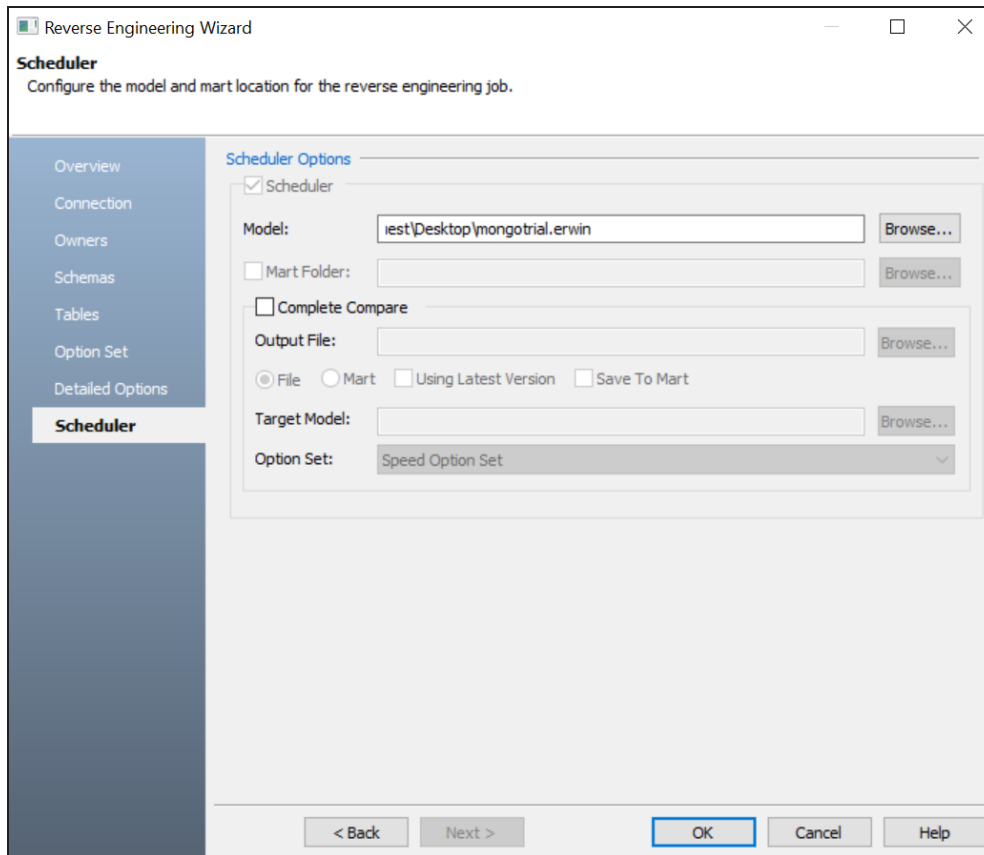 Reverse Engineering Wizard
Scheduler
Configure the model and mart location for the reverse engineering job.
Overview
Connection
Owners
Schemas
Tables
Option Set
Detailed Options
Scheduler
Scheduler Options
Scheduler
Model: \Desktop\mongotrial.erwin Browse...
Mart Folder: Browse...
Complete Compare
Output File: Browse...
File Mart Using Latest Version Save To Mart
Target Model: Browse...
Option Set: Speed Option Set
< Back Next > OK Cancel Help